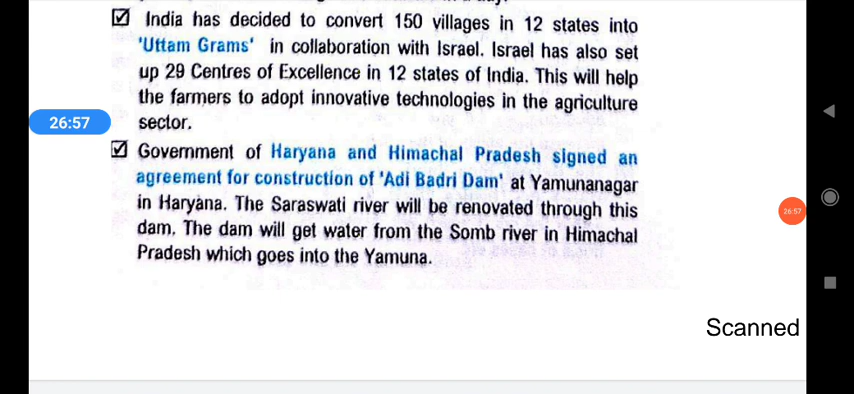 India has decided to convert 150 villages in 12 states into
'Uttam Grams' in collaboration with Israel. Israel has also set
up 29 Centres of Excellence in 12 states of India. This will help
the farmers to adopt innovative technologies in the agriculture
26:57
sector.
Government of Haryana and Himachal Pradesh signed an
agreement for construction of 'Adi Badri Dam' at Yamunanagar
in Haryana. The Saraswati river will be renovated through this
26:57
dam. The dam will get water from the Somb river in Himachal
Pradesh which goes into the Yamuna.
Scanned